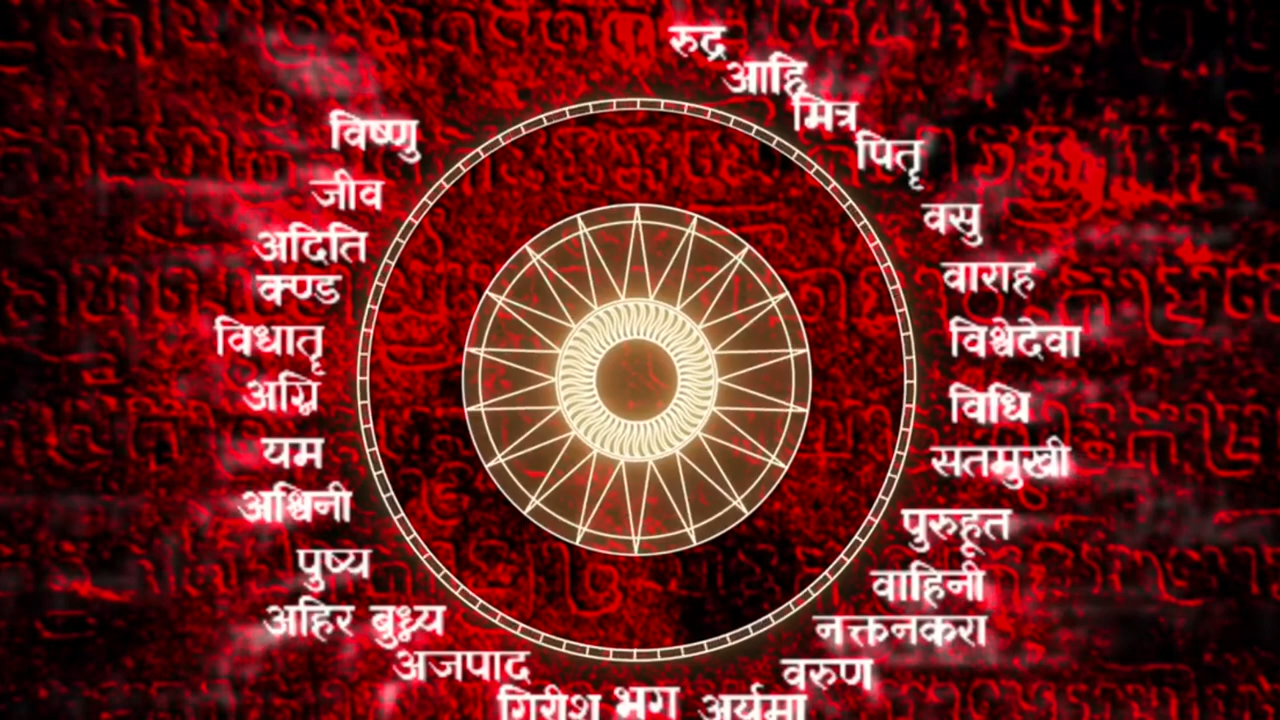 रुद्र
आहि
मित्र
पितृ
वसु
वाराह
विश्वेदेवा
विधि
सतमुखी
पुरुहूत
वाहिनी
नक्तनकरा
वरुण
अर्यमा
भग
गिरीश
अजपाद
अहिर बुध्न्य
पुष्य
अश्विनी
यम
अग्नि
विधातृ
क्ण्ड
अदिति
जीव
विष्णु